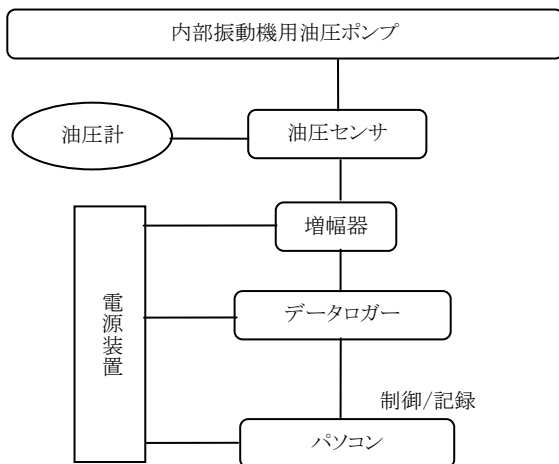 内部振動機用油圧ポンプ
油圧計
油圧センサ
増幅器
電源装置
データロガー
制御/記録
パソコン